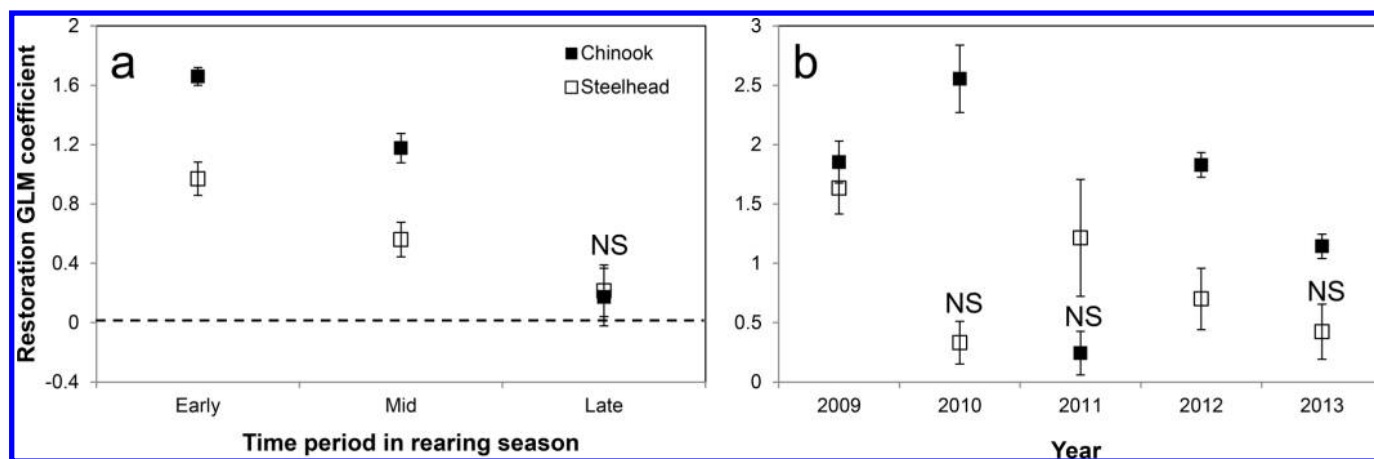 a
b
Restoration GLM coefficient
2
1.6
1.2
0.8
0.4
0
-0.4
■ Chinook
□ Steelhead
NS
Early Mid Late
Time period in rearing season
3
2.5
2
1.5
1
0.5
0
NS
NS
NS
2009 2010 2011 2012 2013
Year